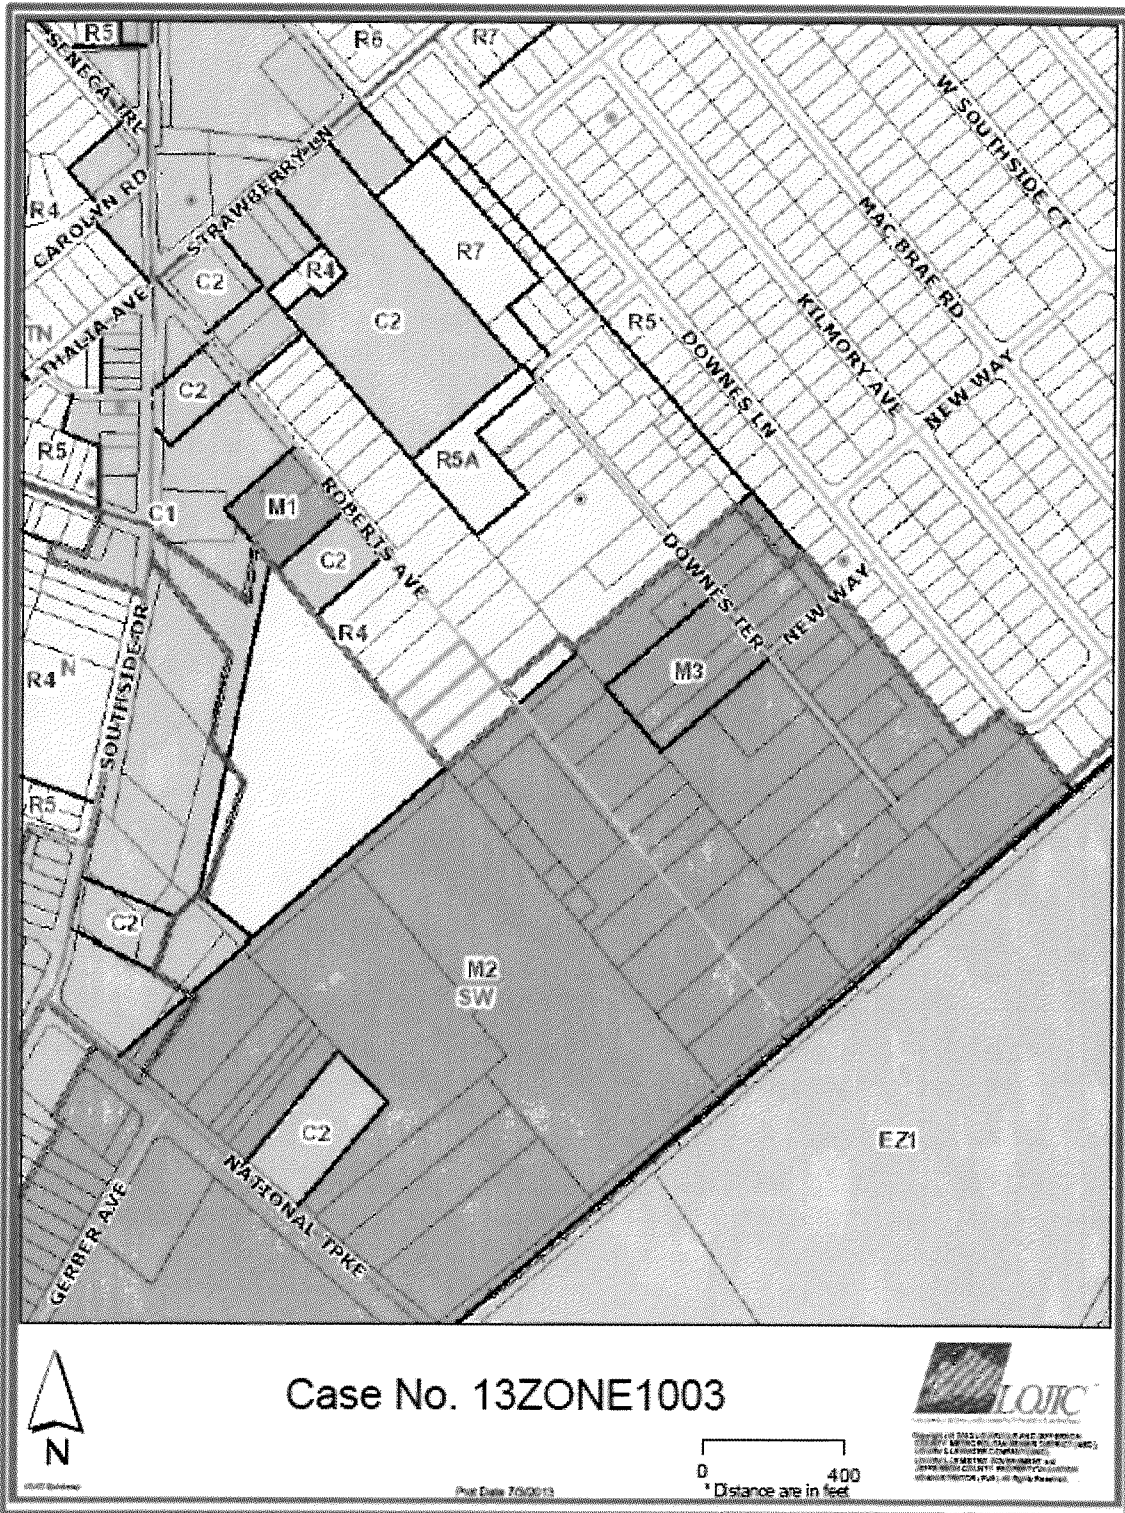 R5
R6
R7
SENECA TRL
W SOUTHSIDE CT
STRAWBERRY LN
R4
CAROLYN RD
MAC BRAE RD
R7
R4
C2
KILMORY AVE
THALIA AVE
C2
R5
TN
DOWNES LN
NEW WAY
C2
R5
R5A
ROBERTS AVE
M1
C1
C2
DOWNES TER
NEW WAY
R4
SOUTHSIDE DR
N
R4
M3
R5
C2
M2
SW
C2
EZ1
NATIONAL TPKE
GERBER AVE
N
Case No. 13ZONE1003
LOJIC
0 400
* Distance are in feet